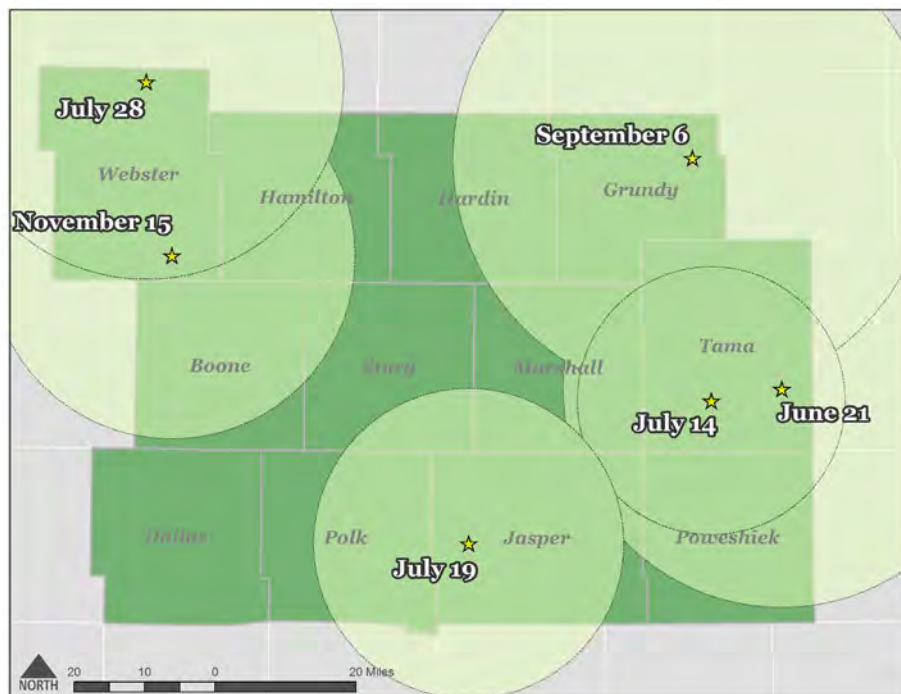 July 28
September 6
Webster
Grundy
Hamilton
Hardin
November 15
Tama
Boone
Story
Marshall
July 14
June 21
Dallas
Polk
Jasper
Poweshiek
July 19
NORTH
20 10 0 20 Miles